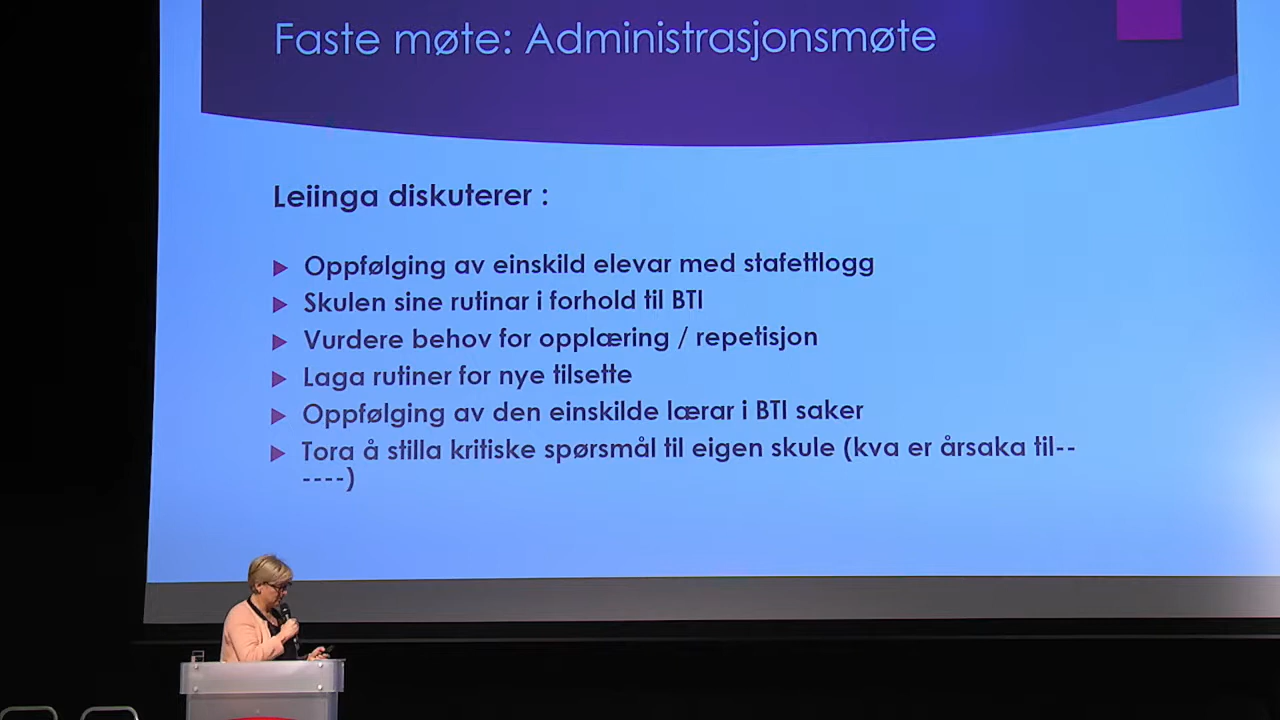 Faste møte: Administrasjonsmøte
Leiinga diskuterer :
Oppfølging av einskild elevar med stafettlogg
Skulen sine rutinar i forhold til BTI
Vurdere behov for opplæring / repetisjon
Laga rutiner for nye tilsette
Oppfølging av den einskilde lærar i BTI saker
Tora å stilla kritiske spørsmål til eigen skule (kva er årsaka til--
----)